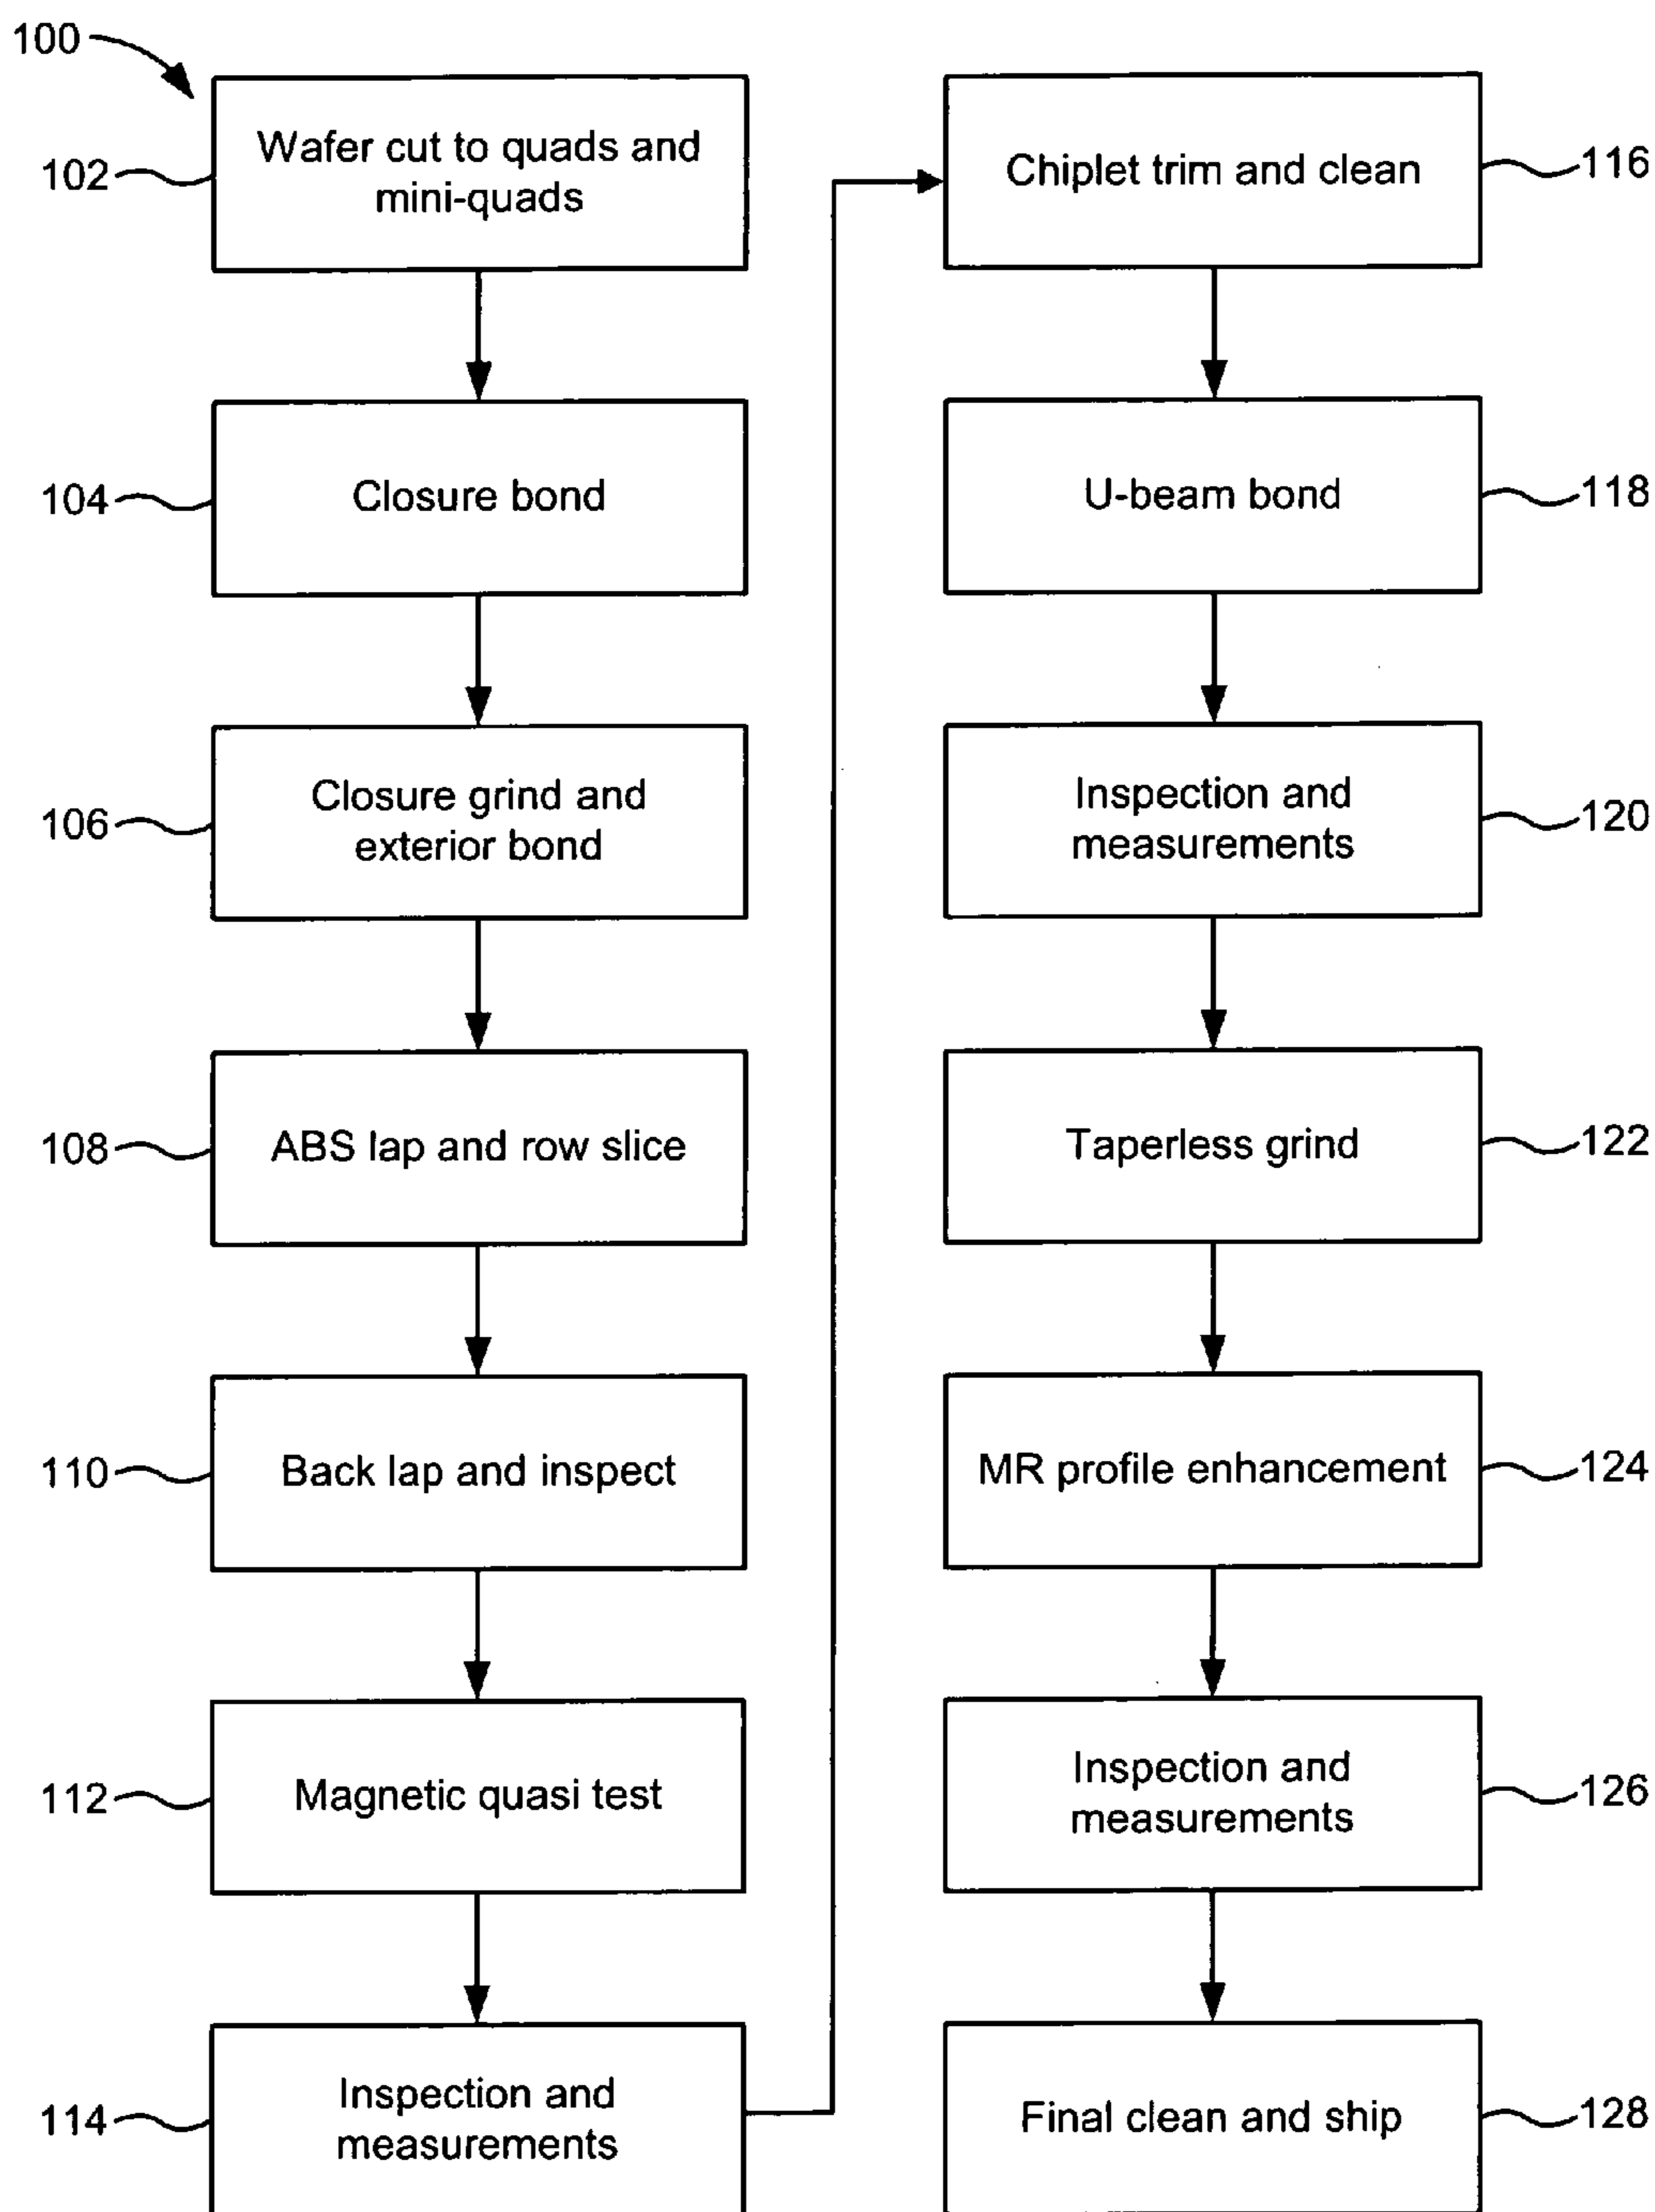 100
102
Wafer cut to quads and
mini-quads
104
Closure bond
106
Closure grind and
exterior bond
108
ABS lap and row slice
110
Back lap and inspect
112
Magnetic quasi test
114
Inspection and
measurements
Chiplet trim and clean
116
U-beam bond
118
Inspection and
measurements
120
Taperless grind
122
MR profile enhancement
124
Inspection and
measurements
126
Final clean and ship
128